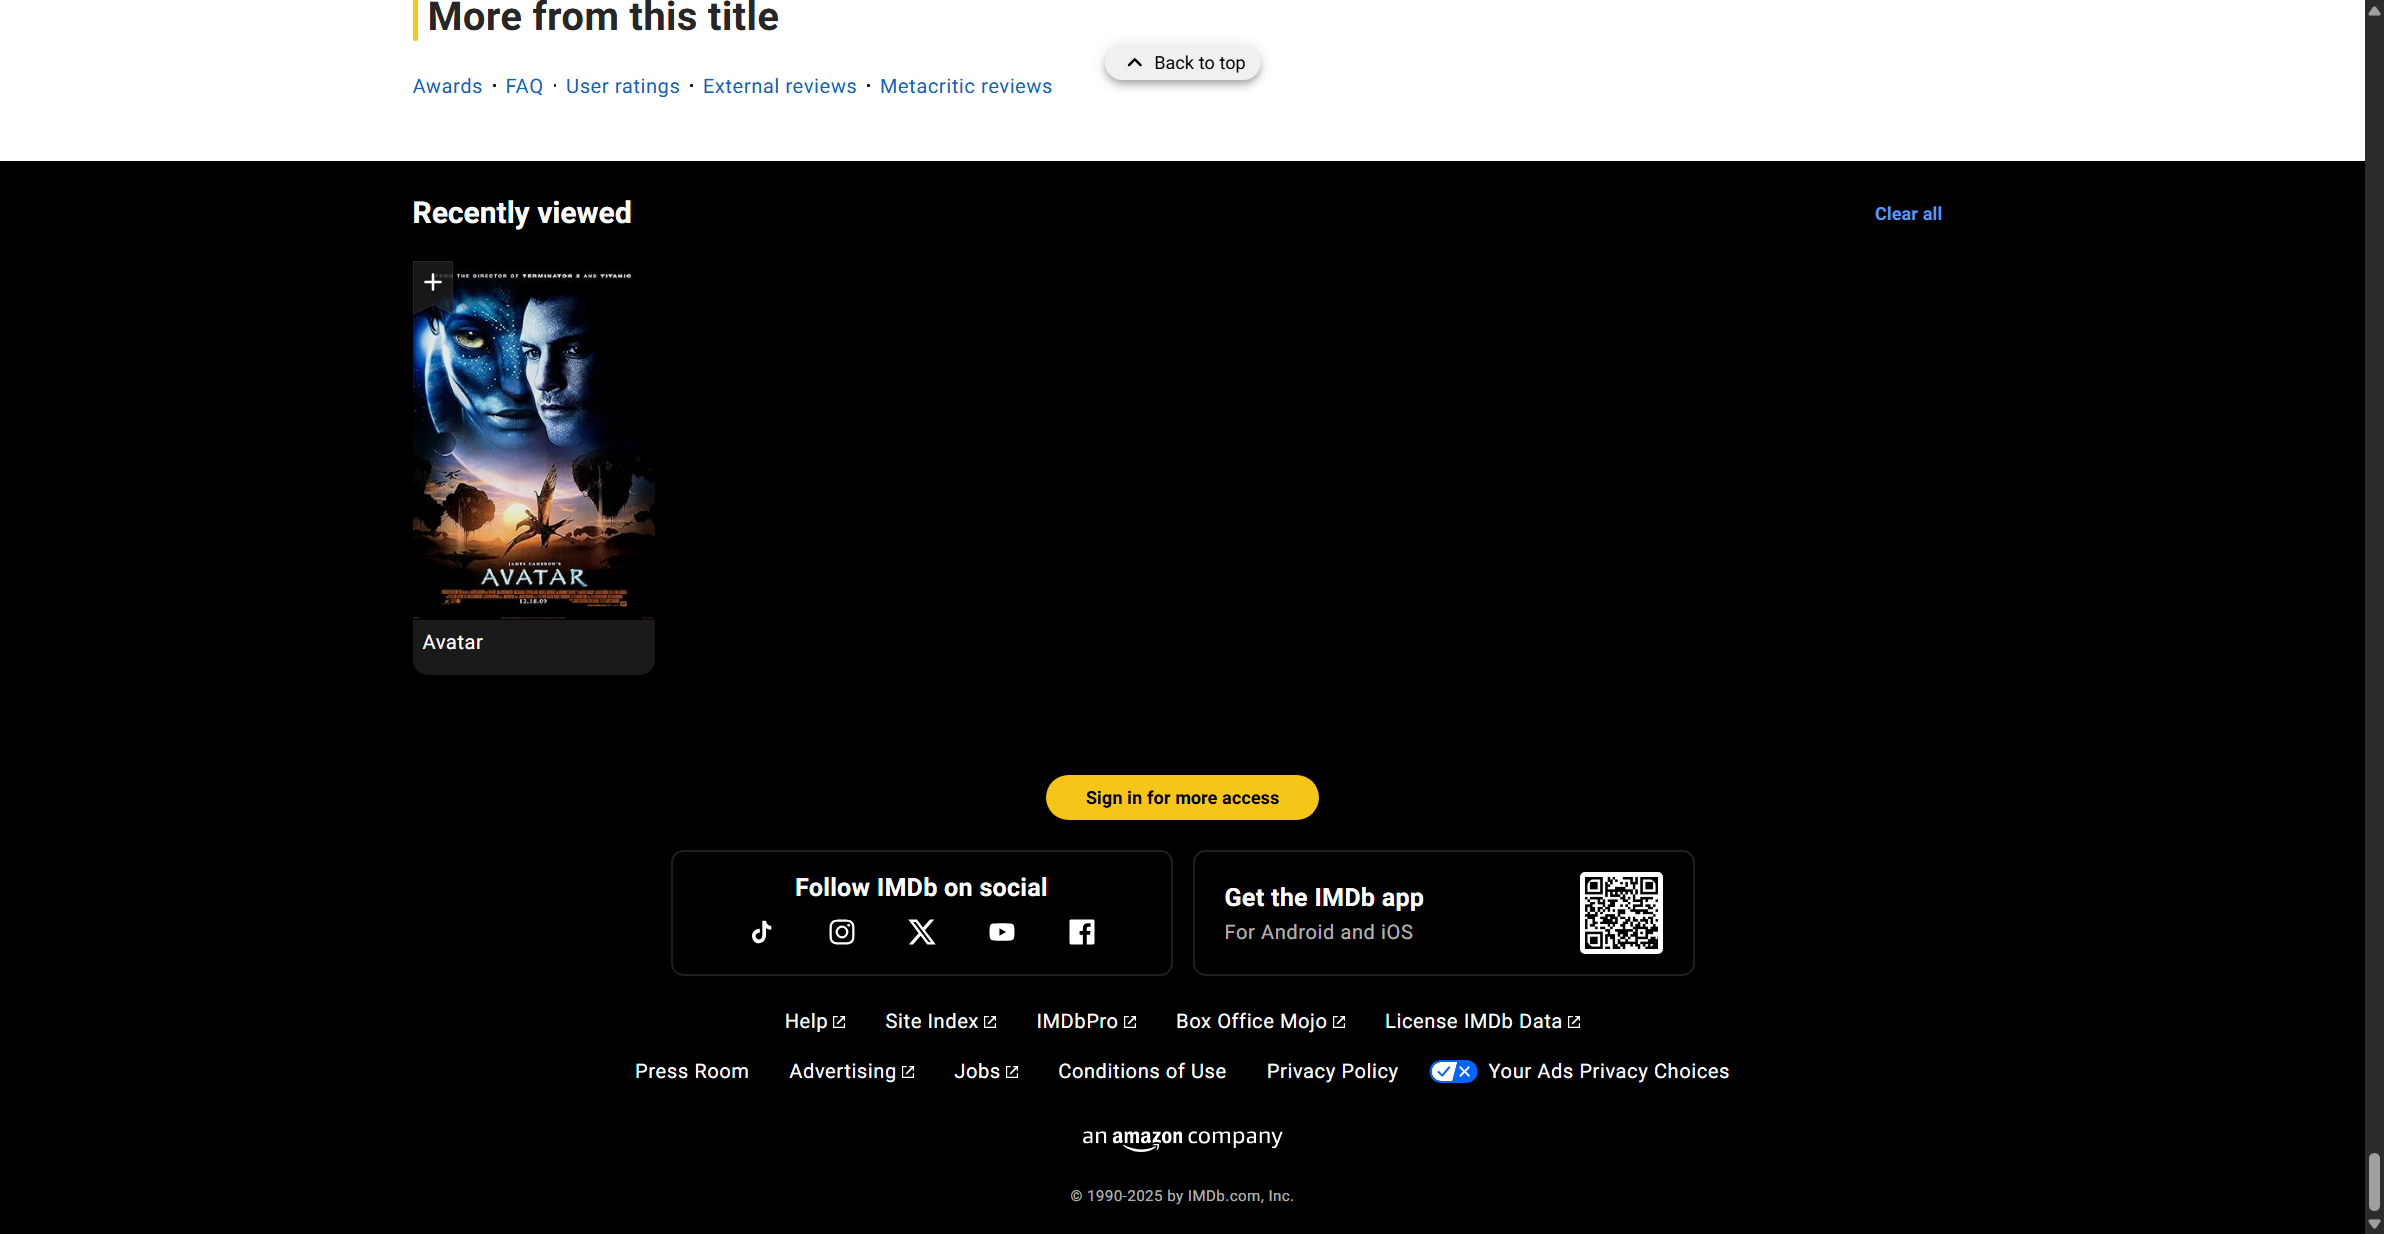 More from this title
Back to top
Awards · FAQ · User ratings · External reviews · Metacritic reviews
Recently viewed
Clear all
THE DIRECTOR OF TERMINATOR 2 AND TITANIC
JAMES CAMERON'S
AVATAR
12.18.09
Avatar
Sign in for more access
Follow IMDb on social
Get the IMDb app
For Android and iOS
Help Site Index IMDbPro Box Office Mojo License IMDb Data
Press Room Advertising Jobs Conditions of Use Privacy Policy Your Ads Privacy Choices
an amazon company
© 1990-2025 by IMDb.com, Inc.